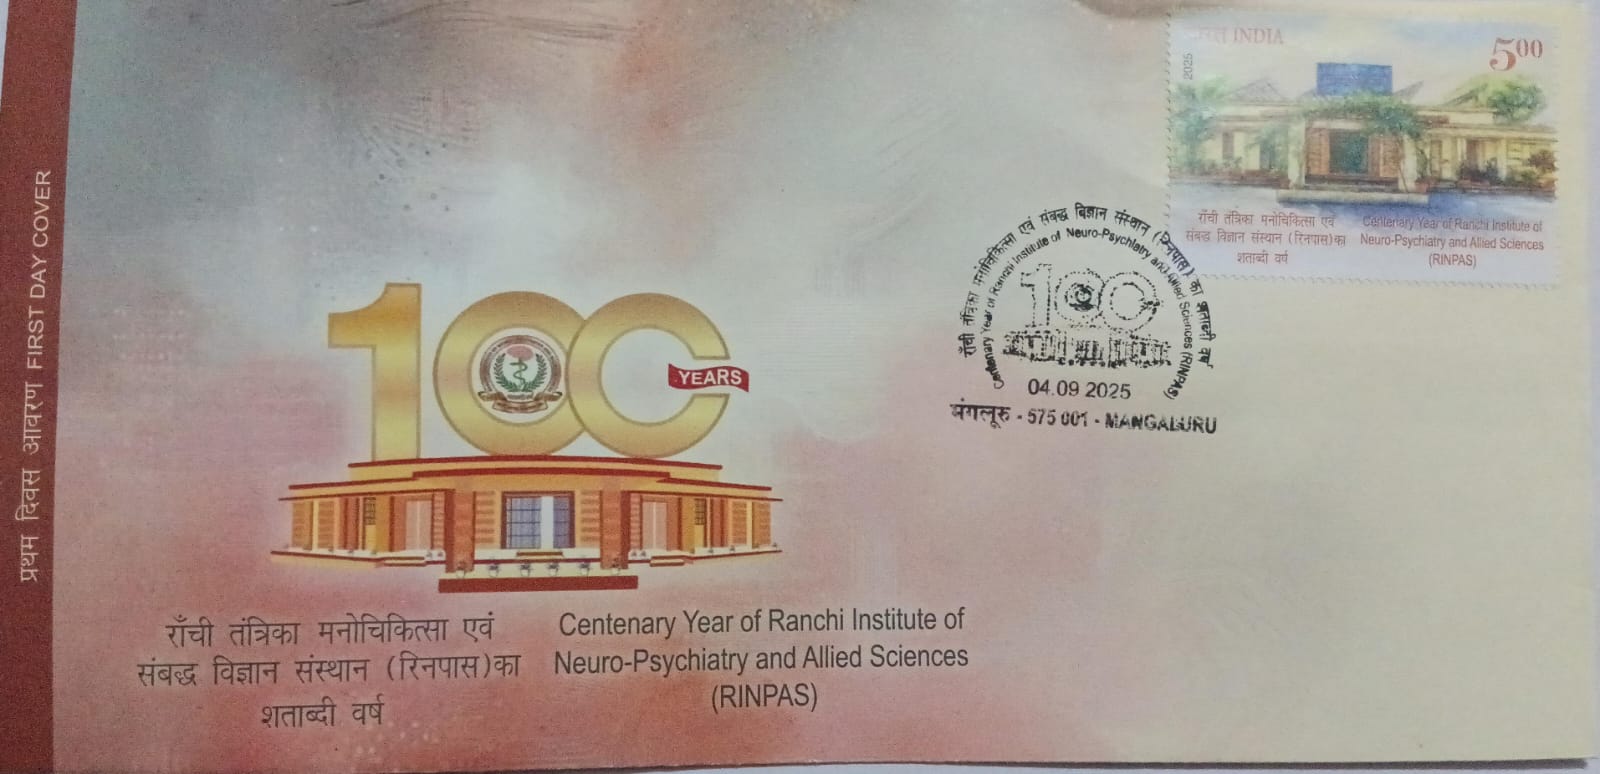 प्रथम दिवस आवरण FIRST DAY COVER
भारत INDIA
500
2025
राँची तंत्रिका मनोचिकित्सा एवं
संबद्ध विज्ञान संस्थान (रिनपास) का
शताब्दी वर्ष
Centenary Year of Ranchi Institute of
Neuro-Psychiatry and Allied Sciences
(RINPAS)
राँची तंत्रिका मनोचिकित्सा एवं संबद्ध विज्ञान संस्थान (रिनपास) का शताब्दी वर्ष
Centenary Year of Ranchi Institute of Neuro-Psychiatry and Allied Sciences (RINPAS)
100
04.09 2025
मंगलूरु - 575 001 - MANGALURU
100
YEARS
राँची तंत्रिका मनोचिकित्सा एवं
संबद्ध विज्ञान संस्थान (रिनपास) का
शताब्दी वर्ष
Centenary Year of Ranchi Institute of
Neuro-Psychiatry and Allied Sciences
(RINPAS)